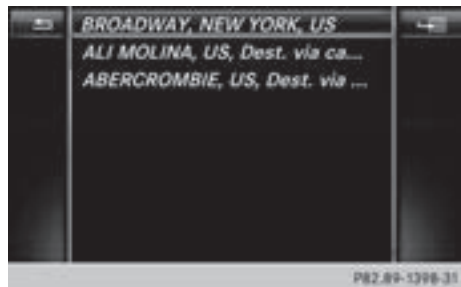 BROADWAY, NEW YORK, US
ALI MOLINA, US, Dest. via ca...
ABERCROMBIE, US, Dest. via ...
P82.89-1398-31